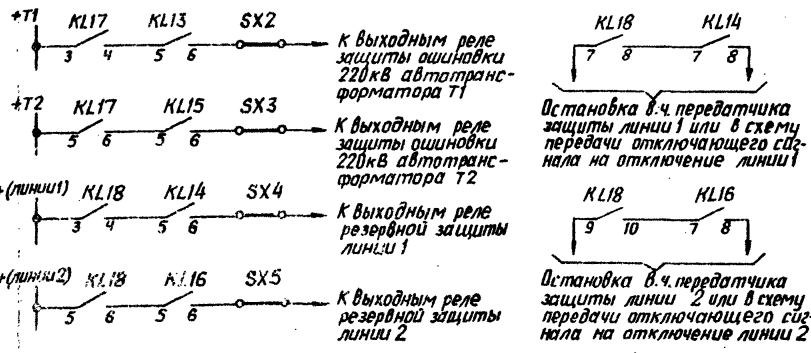 +T1 KL17 KL13 SX2
3 4 5 6
К выходным реле
защиты ошиновки
220кВ автотранс-
форматора Т1
+T2 KL17 KL15 SX3
5 6 5 6
К выходным реле
защиты ошиновки
220кВ автотранс-
форматора Т2
+(линии1) KL18 KL14 SX4
3 4 5 6
К выходным реле
резервной защиты
линии 1
+(линии2) KL18 KL16 SX5
5 6 5 6
К выходным реле
резервной защиты
линии 2
KL18 KL14
7 8 7 8
Остановка в.ч. передатчика
защиты линии 1 или в схему
передачи отключающего сиг-
нала на отключение линии 1
KL18 KL16
9 10 7 8
Остановка в.ч. передатчика
защиты линии 2 или в схему
передачи отключающего сиг-
нала на отключение линии 2